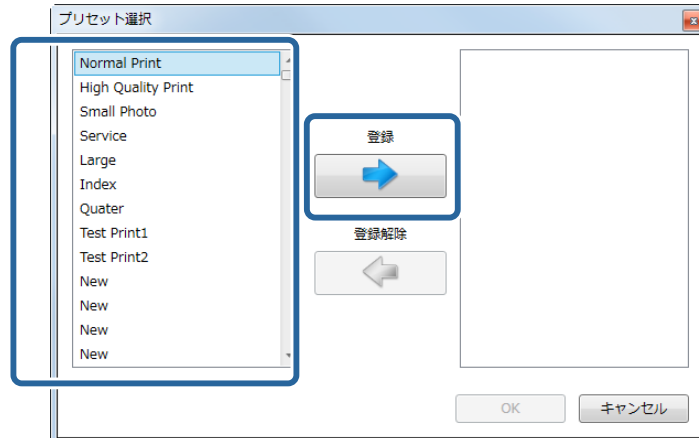 プリセット選択
Normal Print
High Quality Print
Small Photo
Service
Large
Index
Quater
Test Print1
Test Print2
New
New
New
New
登録
登録解除
OK
キャンセル